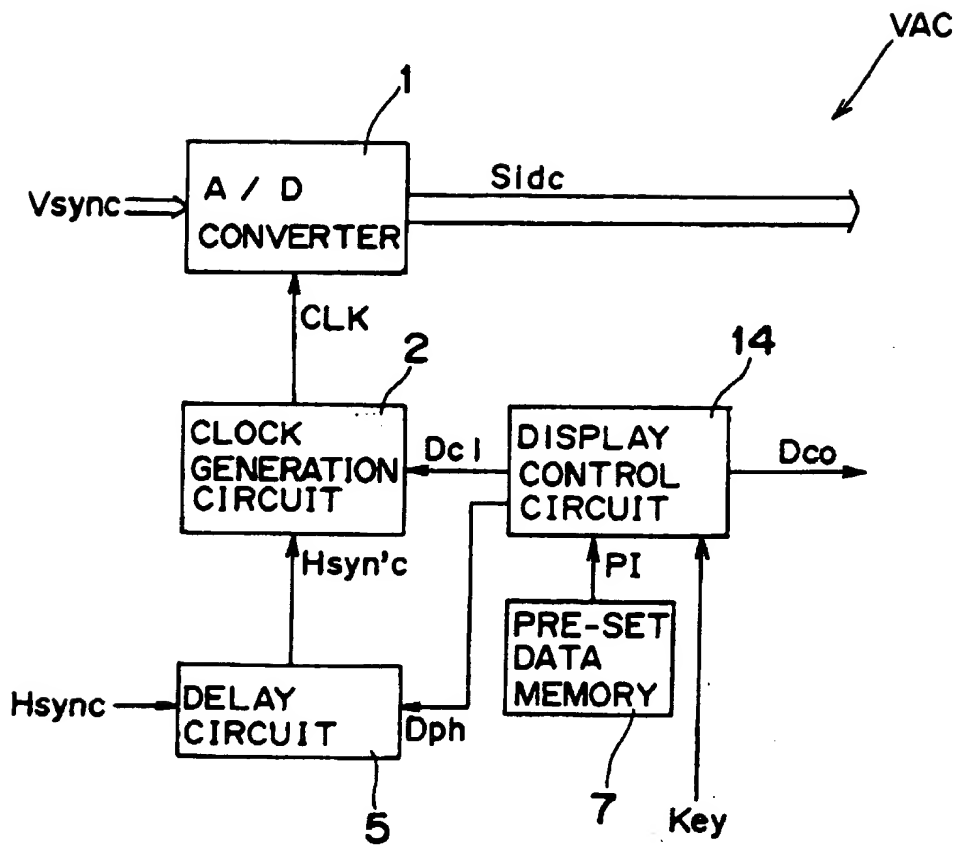 VAC
1
A / D
CONVERTER
Vsync
Sidc
CLK
2
14
CLOCK
GENERATION
CIRCUIT
Dcl
DISPLAY
CONTROL
CIRCUIT
Dco
Hsyn'c
PI
PRE-SET
DATA
MEMORY
Hsync
DELAY
CIRCUIT
Dph
5
7
Key